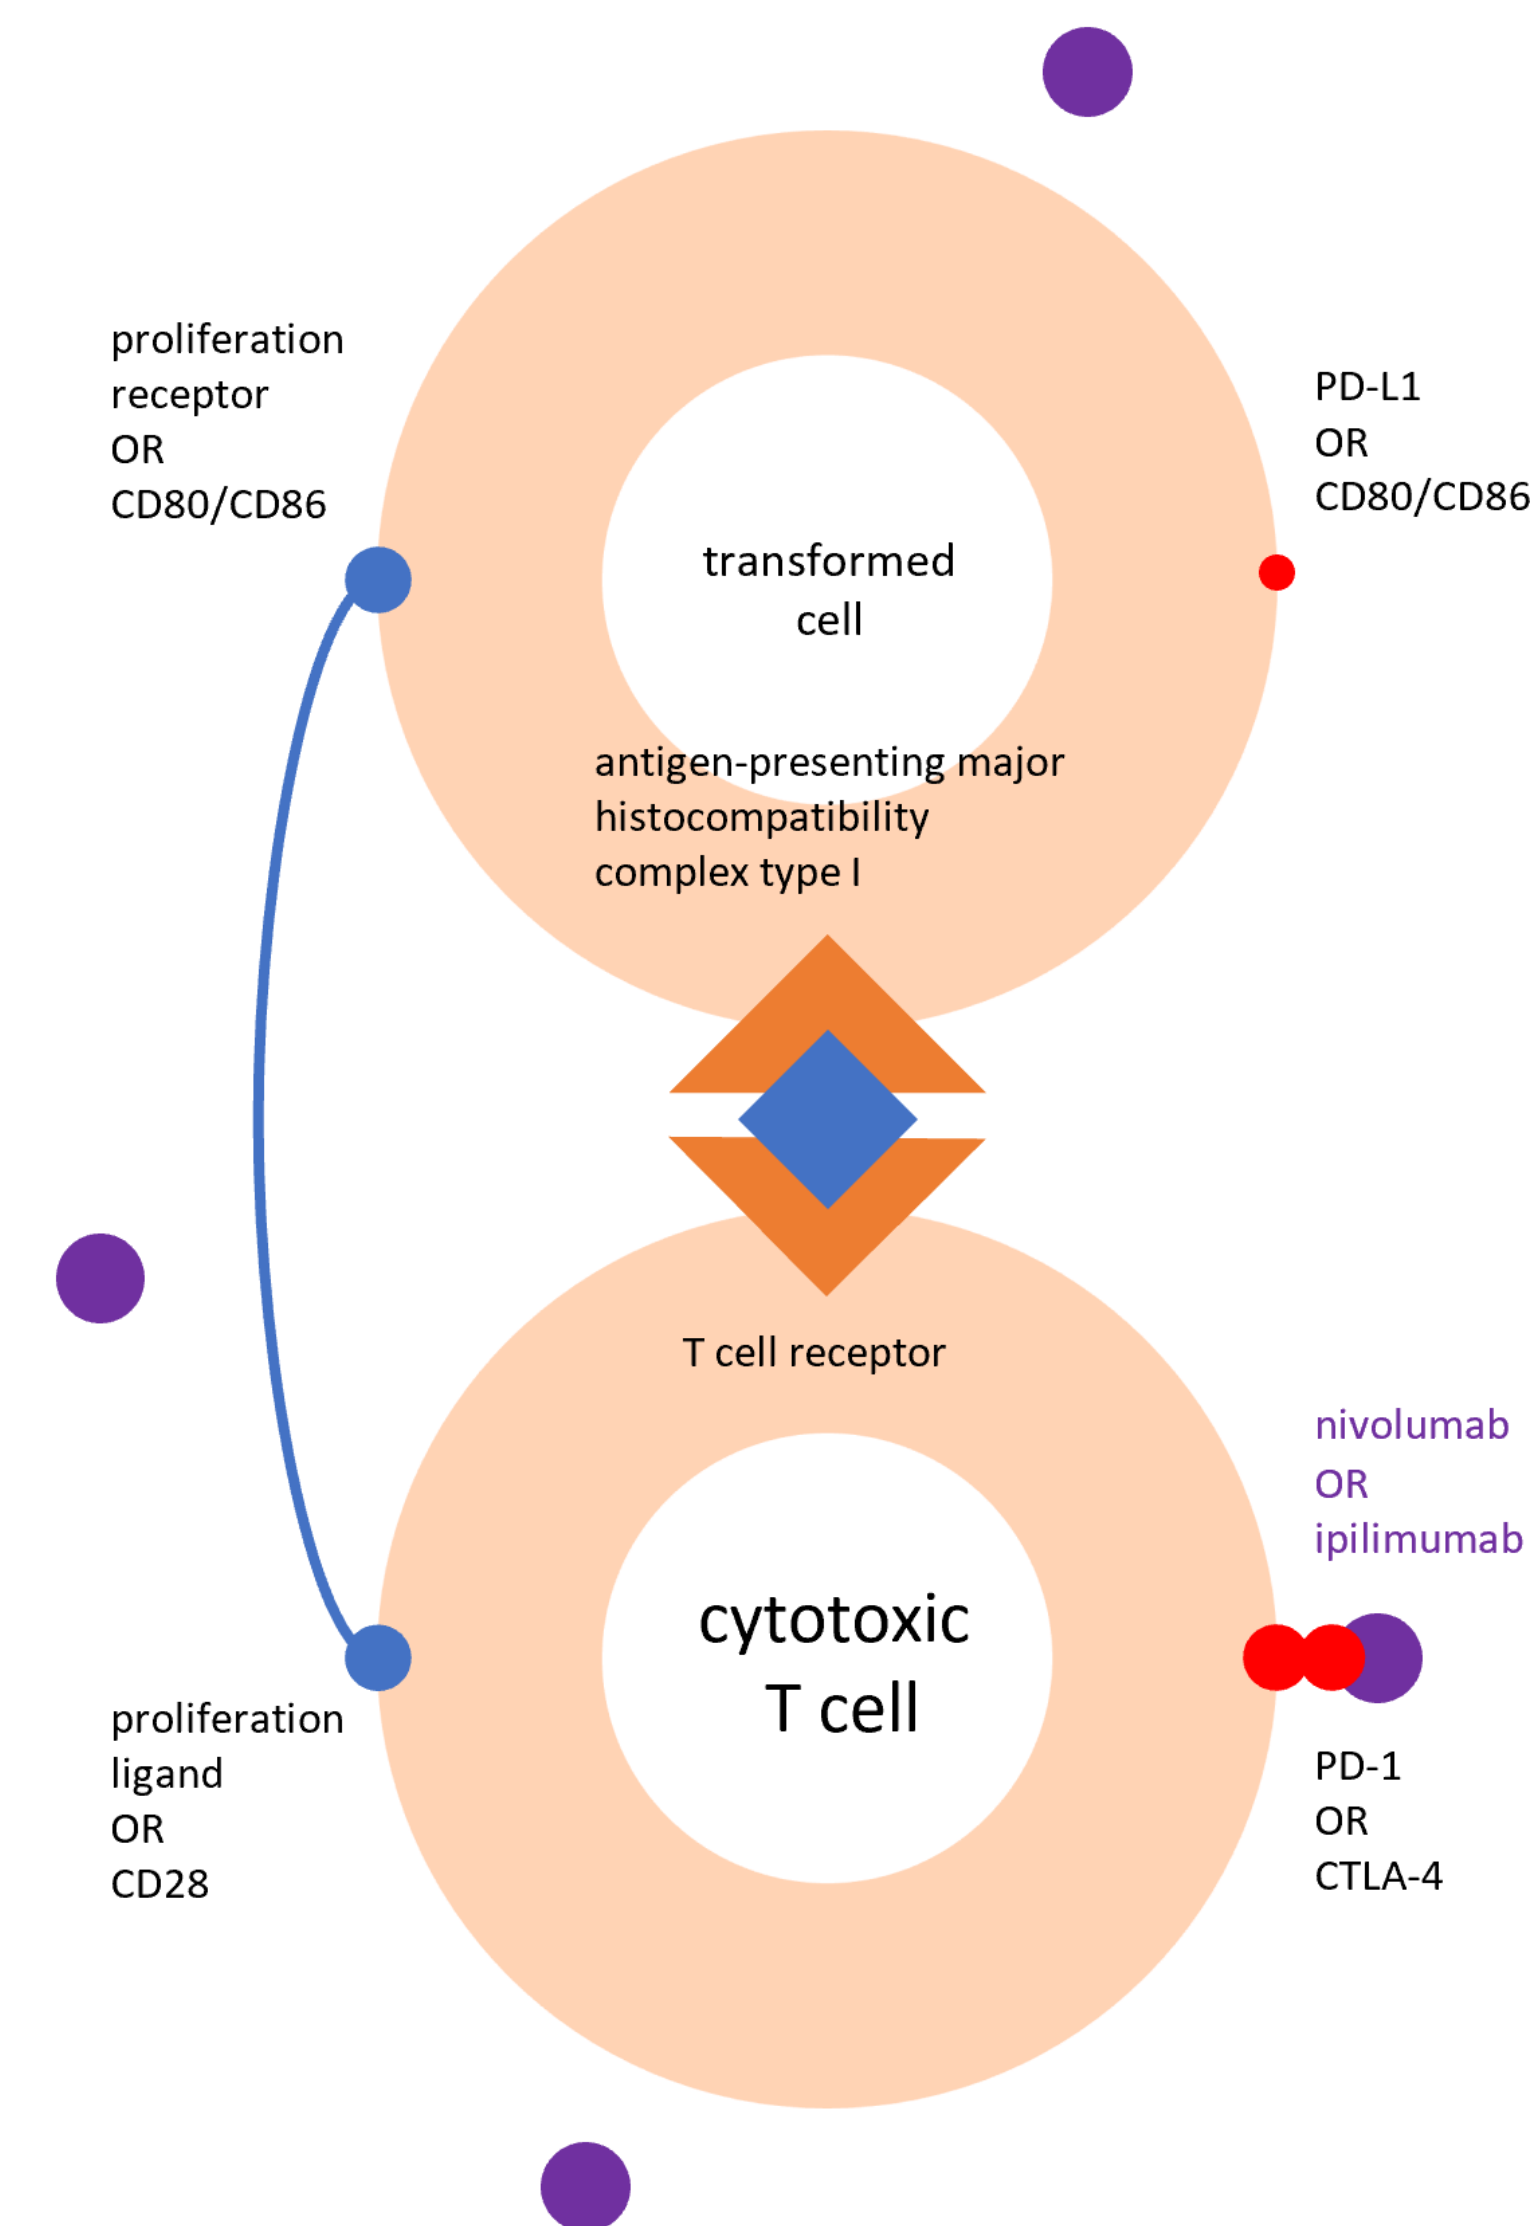 proliferation
receptor
OR
CD80/CD86
PD-L1
OR
CD80/CD86
transformed
cell
antigen-presenting major
histocompatibility
complex type I
T cell receptor
nivolumab
OR
ipilimumab
cytotoxic
T cell
proliferation
ligand
OR
CD28
PD-1
OR
CTLA-4